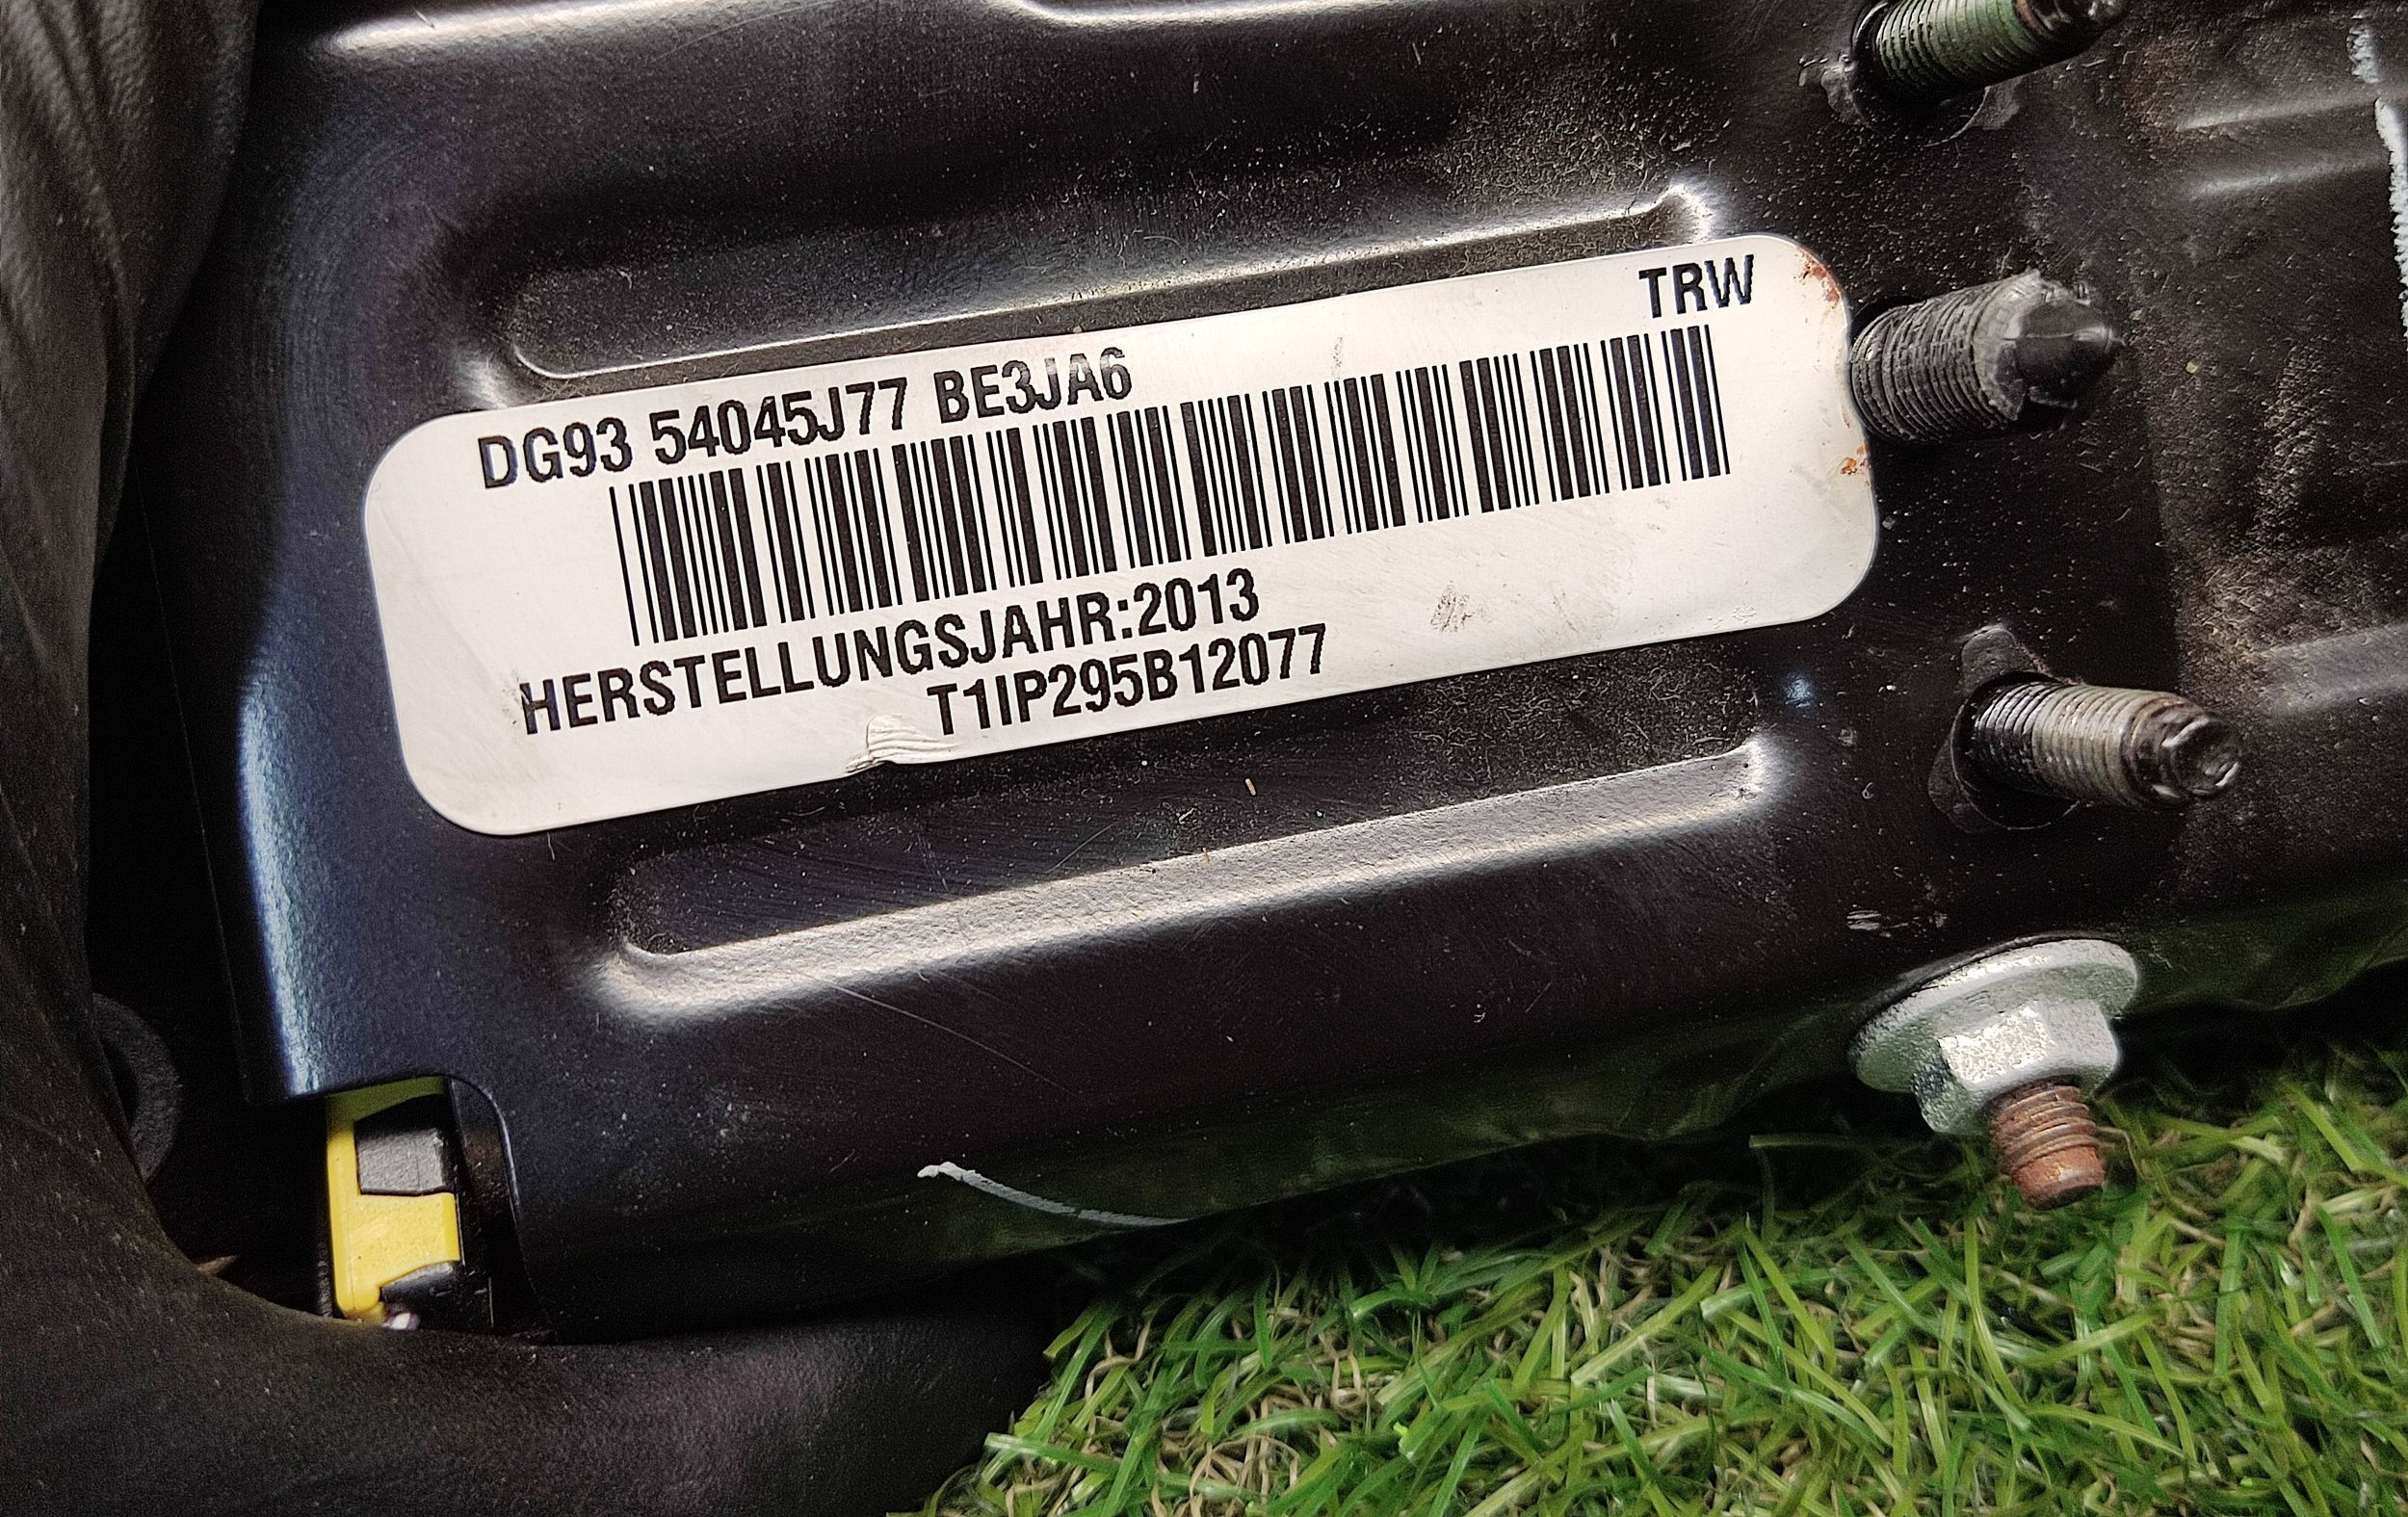 TRW
DG93 54045J77 BE3JA6
HERSTELLUNGSJAHR:2013
T1IP295B12077